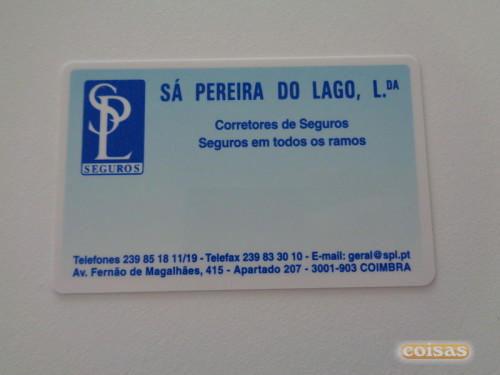 SPL
SEGUROS
SÁ PEREIRA DO LAGO, L.DA
Corretores de Seguros
Seguros em todos os ramos
Telefones 239 85 18 11/19 - Telefax 239 83 30 10 - E-mail: geral@spl.pt
Av. Fernão de Magalhães, 415 - Apartado 207 - 3001-903 COIMBRA
coisas